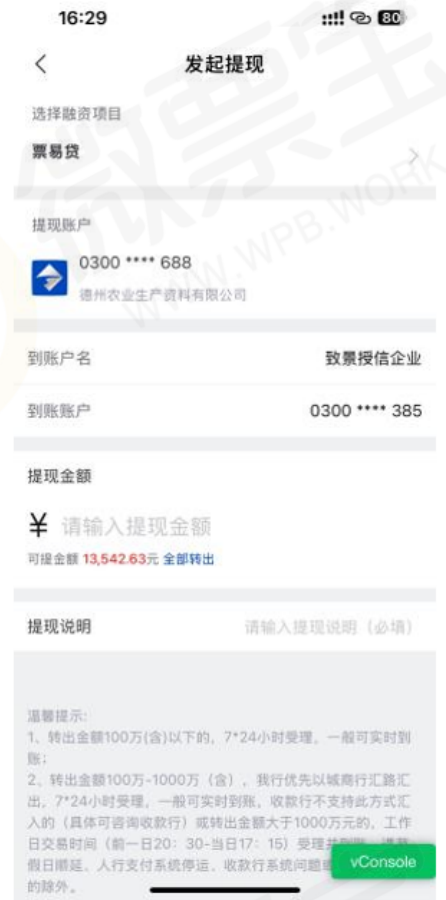 16:29
80
发起提现
选择融资项目
票易贷
提现账户
0300 **** 688
德州农业生产资料有限公司
到账户名
致景授信企业
到账账户
0300 **** 385
提现金额
¥ 请输入提现金额
可提金额 13,542.63元 全部转出
提现说明
请输入提现说明（必填）
温馨提示:
1、转出金额100万(含)以下的，7*24小时受理，一般可实时到
账；
2、转出金额100万-1000万（含），我行优先以城商行汇路汇
出，7*24小时受理，一般可实时到账，收款行不支持此方式汇
入的（具体可咨询收款行）或转出金额大于1000万元的，工作
日交易时间（前一日20：30-当日17：15）受理并到账，遇节
假日顺延，人行支付系统停运、收款行系统问题
vConsole
的除外。
微票宝
WWW.WPB.WORK